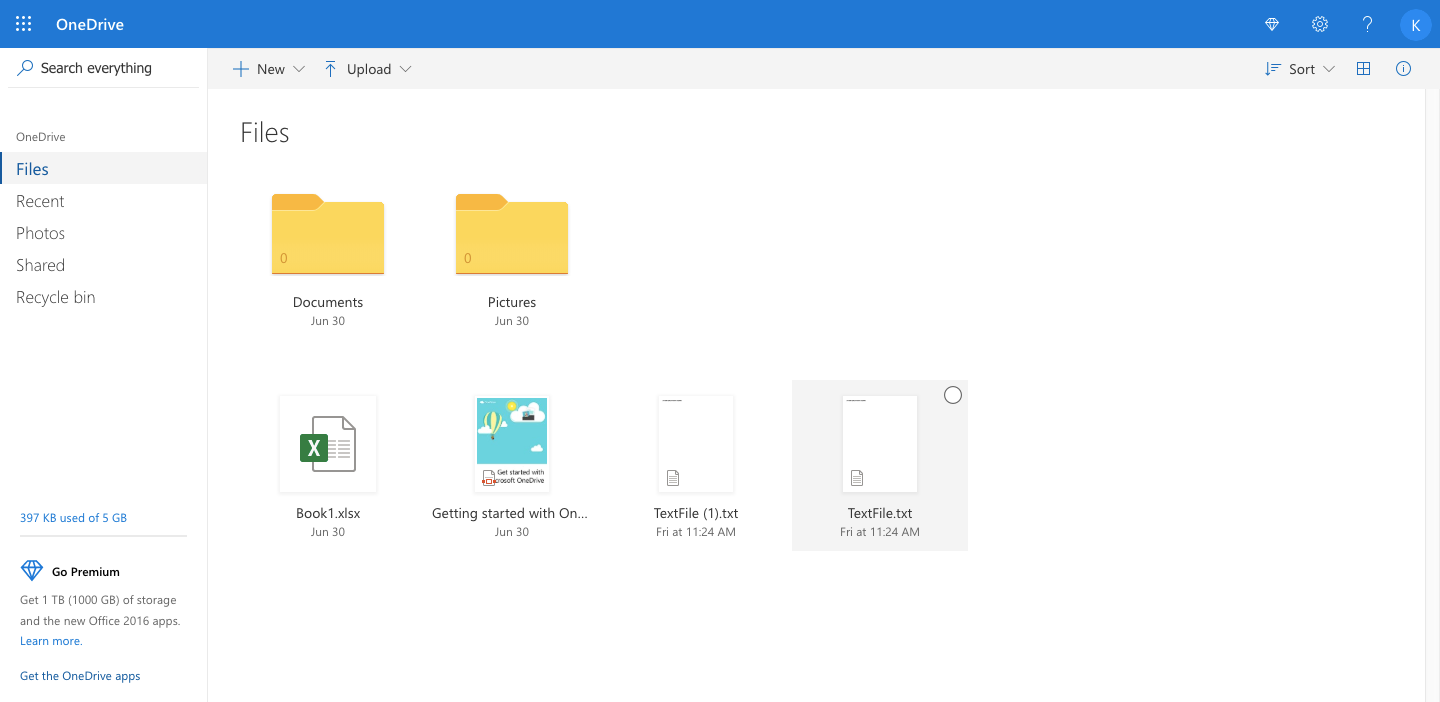 OneDrive
K
Search everything
New
Upload
Sort
OneDrive
Files
Recent
Photos
Shared
Recycle bin
397 KB used of 5 GB
Go Premium
Get 1 TB (1000 GB) of storage
and the new Office 2016 apps.
Learn more.
Get the OneDrive apps
Files
0
Documents
Jun 30
0
Pictures
Jun 30
X
Book1.xlsx
Jun 30
Get started with
crosoft OneDrive
Getting started with On...
Jun 30
TextFile (1).txt
Fri at 11:24 AM
TextFile.txt
Fri at 11:24 AM